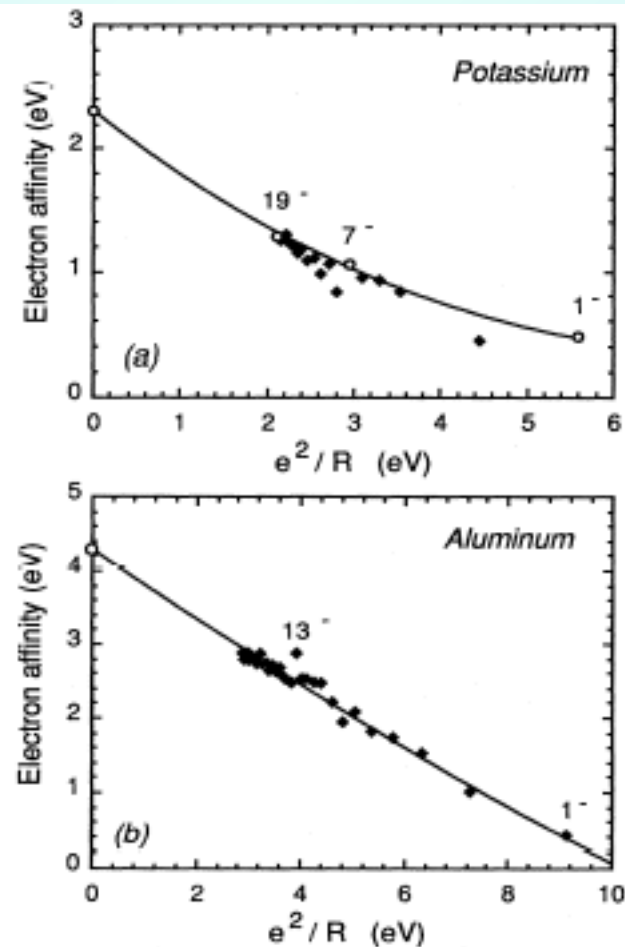 3
Potassium
Electron affinity (eV)
2
19 -
7 -
1
1 -
(a)
0
0 1 2 3 4 5 6
e² / R (eV)
5
Aluminum
Electron affinity (eV)
4
13 -
3
2
1
1 -
(b)
0
0 2 4 6 8 10
e² / R (eV)